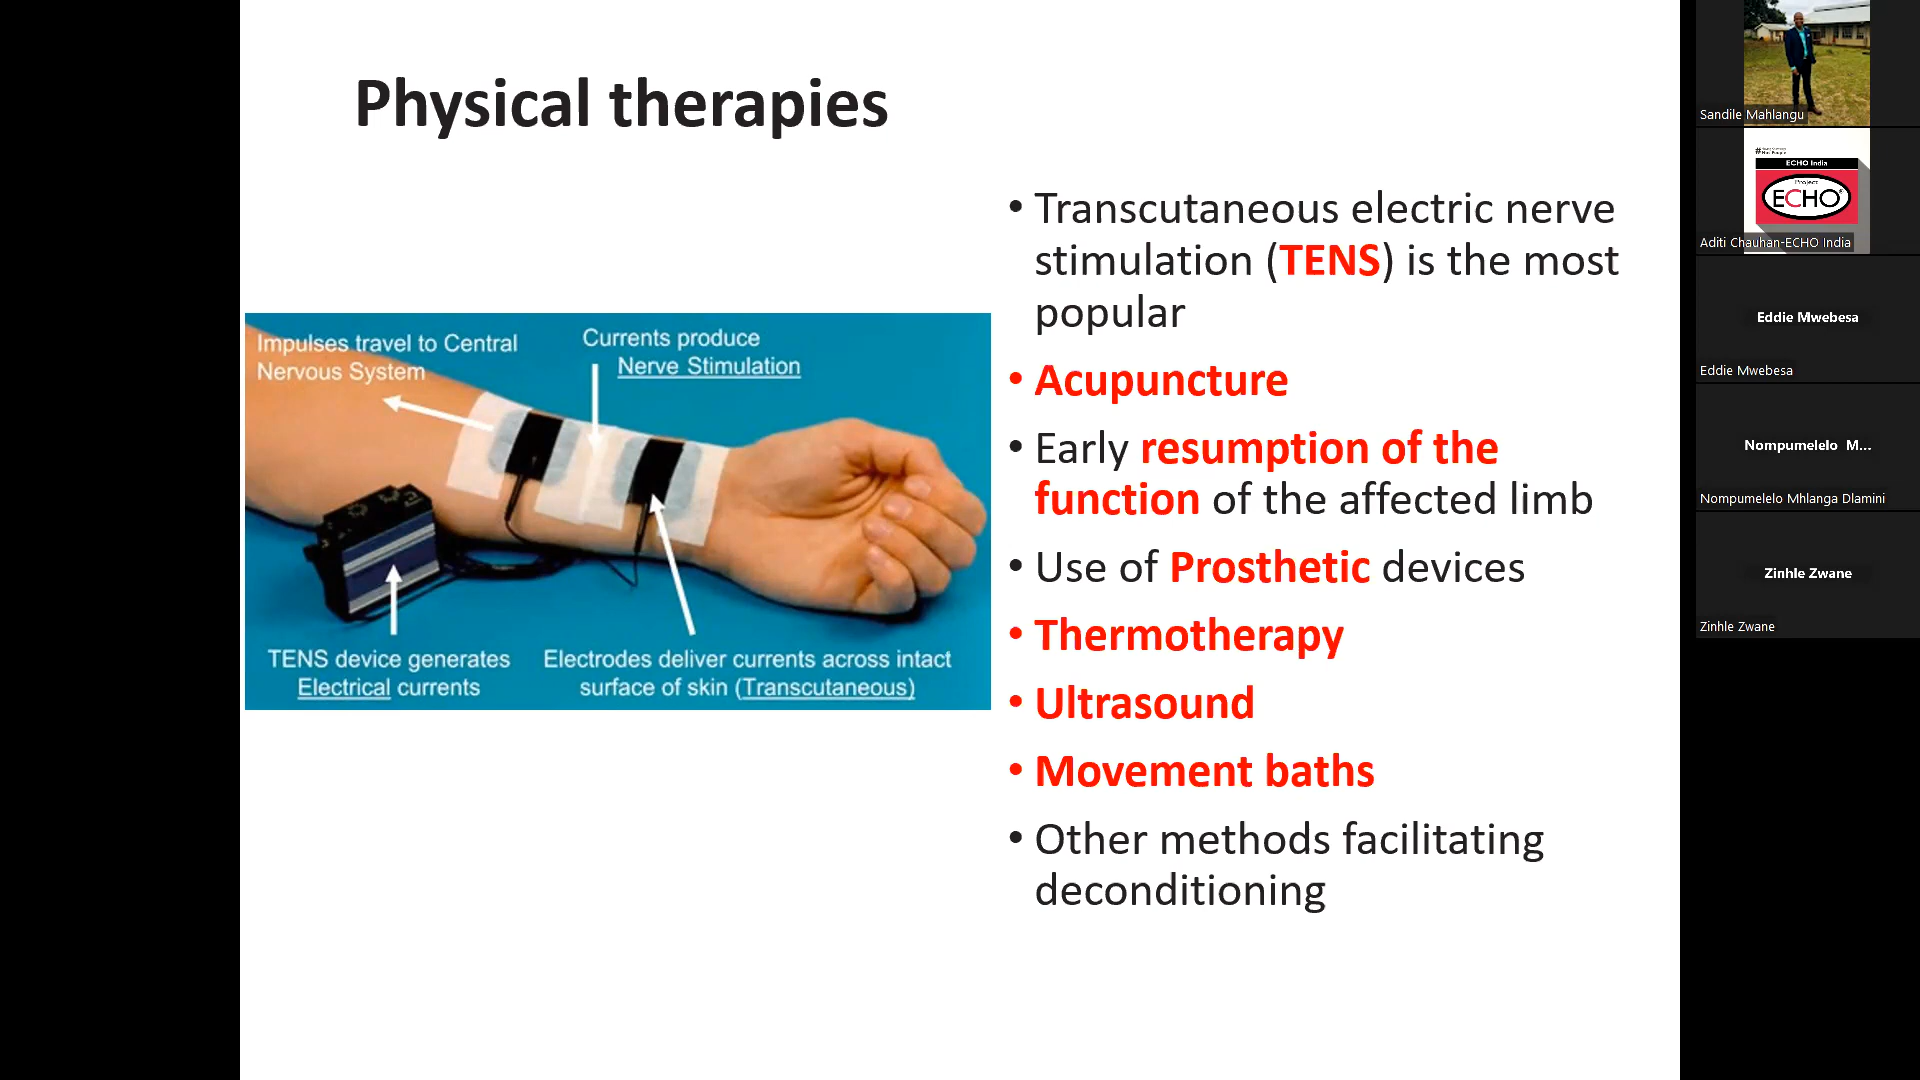 Physical therapies
Impulses travel to Central
Nervous System
Currents produce
Nerve Stimulation
TENS device generates
Electrical currents
Electrodes deliver currents across intact
surface of skin (Transcutaneous)
• Transcutaneous electric nerve
stimulation (TENS) is the most
popular
• Acupuncture
• Early resumption of the
function of the affected limb
• Use of Prosthetic devices
• Thermotherapy
• Ultrasound
• Movement baths
• Other methods facilitating
deconditioning
Sandile Mahlangu
ECHO India
Project
ECHO®
Aditi Chauhan-ECHO India
Eddie Mwebesa
Eddie Mwebesa
Nompumelelo M...
Nompumelelo Mhlanga Dlamini
Zinhle Zwane
Zinhle Zwane